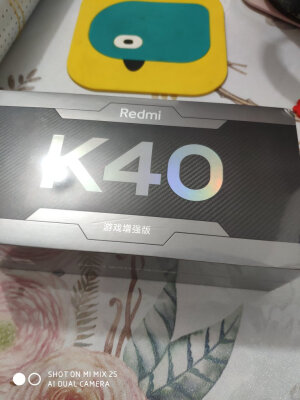 Redmi
K40
游戏增强版
SHOT ON MI MIX 2S
AI DUAL CAMERA